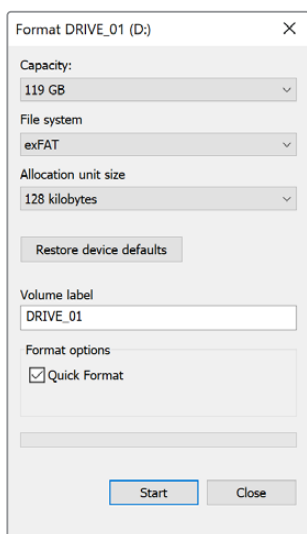 Format DRIVE_01 (D:)
Capacity:
119 GB
File system
exFAT
Allocation unit size
128 kilobytes
Restore device defaults
Volume label
DRIVE_01
Format options
Quick Format
Start Close